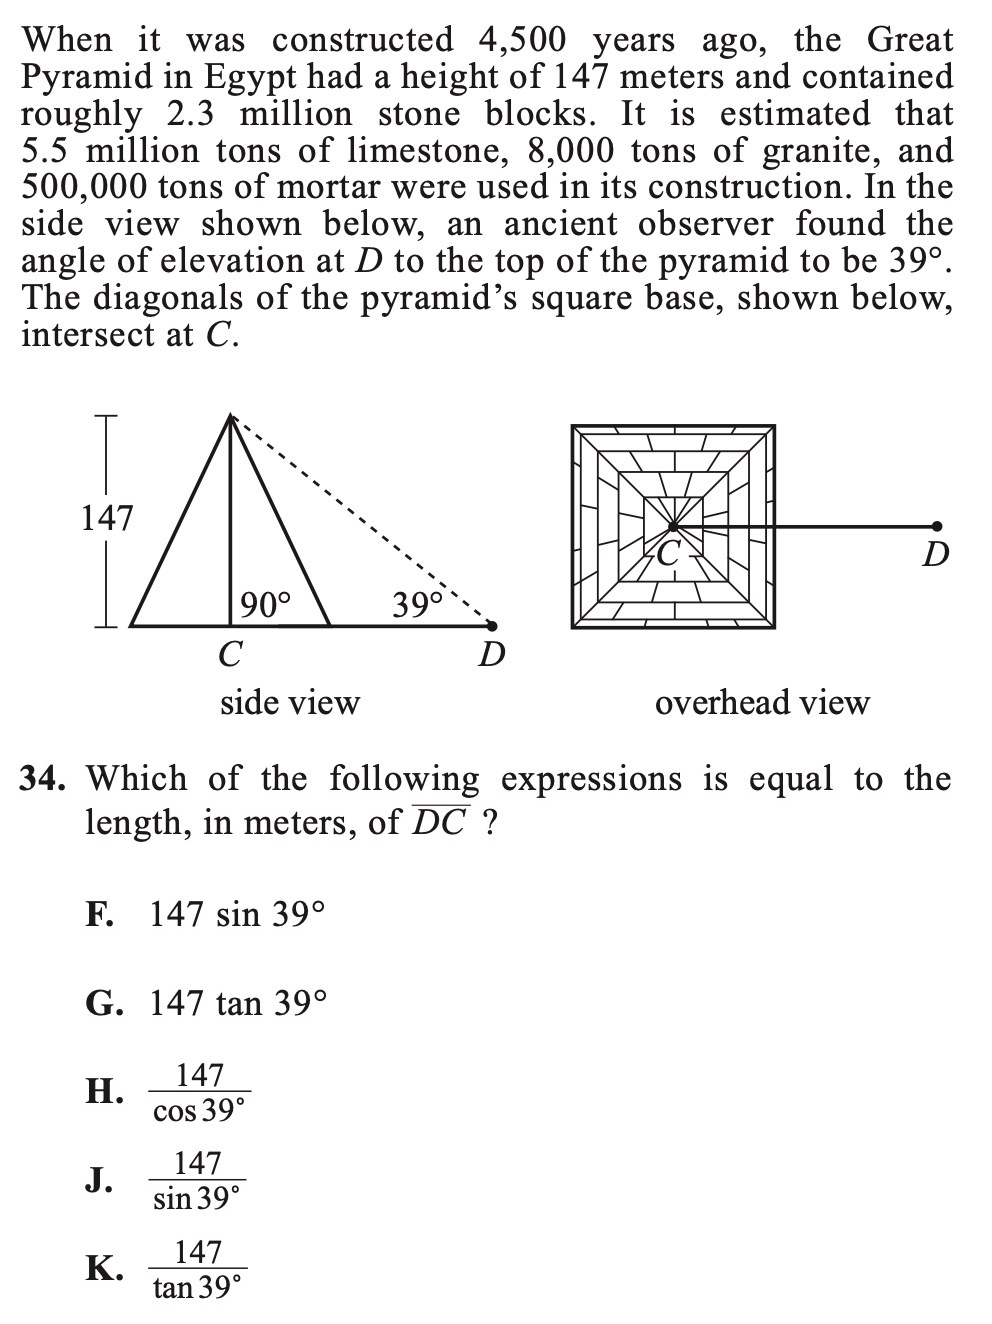 When it was constructed 4,500 years ago, the Great
Pyramid in Egypt had a height of 147 meters and contained
roughly 2.3 million stone blocks. It is estimated that
5.5 million tons of limestone, 8,000 tons of granite, and
500,000 tons of mortar were used in its construction. In the
side view shown below, an ancient observer found the
angle of elevation at D to the top of the pyramid to be 39°.
The diagonals of the pyramid's square base, shown below,
intersect at C.
147
90°
39°
C
D
side view
C
D
overhead view
34. Which of the following expressions is equal to the
length, in meters, of DC ?
F. 147 sin 39°
G. 147 tan 39°
H. 147
cos 39°
J. 147
sin 39°
K. 147
tan 39°